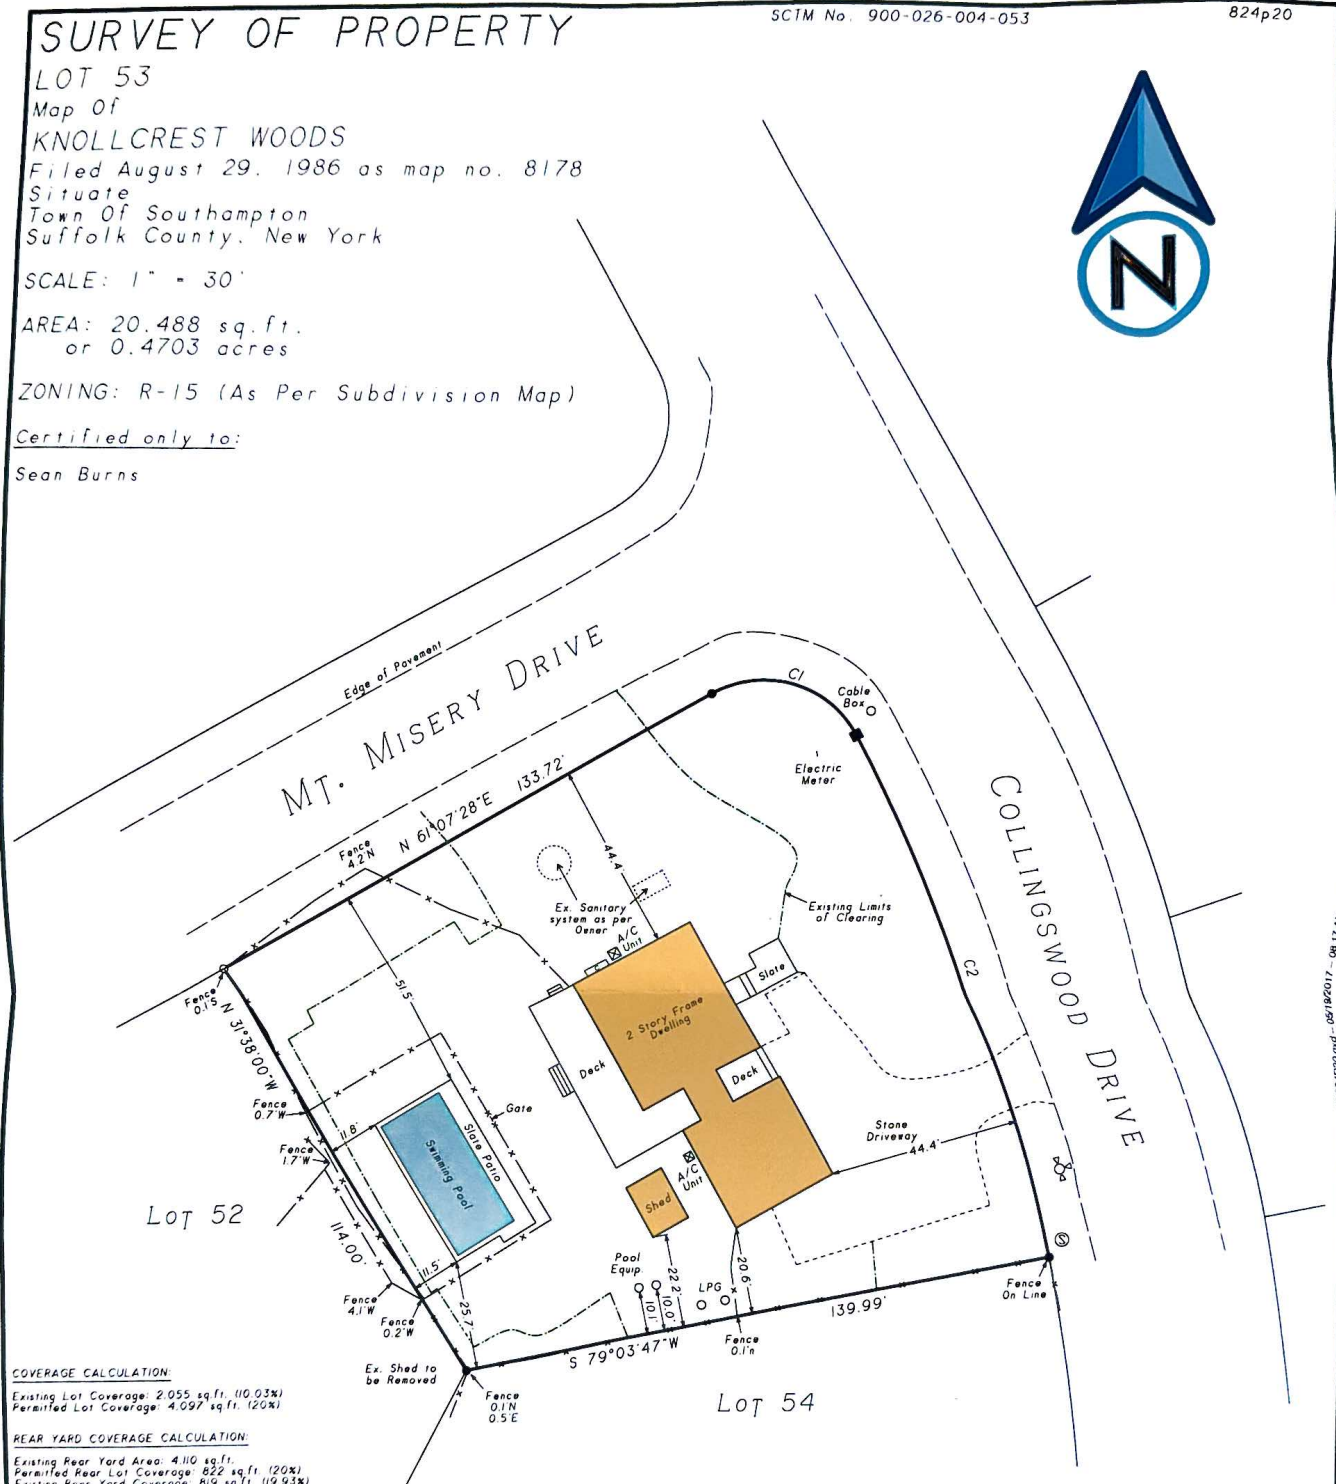 SURVEY OF PROPERTY
SCTM No. 900-026-004-053
824p20
LOT 53
Map Of
KNOLLCREST WOODS
Filed August 29. 1986 as map no. 8178
Situate
Town Of Southampton
Suffolk County. New York
SCALE: 1" = 30'
AREA: 20.488 sq.ft.
or 0.4703 acres
ZONING: R-15 (As Per Subdivision Map)
Certified only to:
Sean Burns
N
Edge of Pavement
MT. MISERY DRIVE
N 61°07'28"E 133.72'
C1
Cable
Box
Electric
Meter
COLLINGSWOOD DRIVE
C2
Fence
4.2'N
44.4'
Ex. Sanitary
system as per
Owner
A/C
Unit
C
Existing Limits
of Clearing
Slate
2 Story Frame
Dwelling
Deck
Deck
Fence
0.1'S
N 31°38'00"W
114.00'
51.5'
Fence
0.7'W
Fence
1.7'W
11.8'
Gate
Slate Patio
Swimming Pool
Stone
Driveway
44.4'
LOT 52
A/C
Unit
Shed
Pool
Equip.
LPG
22.2'
20.6'
10.1'
10.0'
11.5'
25.7'
Fence
4.1'W
Fence
0.2'W
S
Fence
On Line
139.99'
S 79°03'47"W
Fence
0.1'n
Ex. Shed to
be Removed
Fence
0.1'N
0.5'E
LOT 54
COVERAGE CALCULATION:
Existing Lot Coverage: 2.055 sq.ft. (10.03%)
Permitted Lot Coverage: 4.097 sq.ft. (20%)
REAR YARD COVERAGE CALCULATION:
Existing Rear Yard Area: 4.110 sq.ft.
Permitted Rear Lot Coverage: 822 sq.ft. (20%)
Existing Rear Yard Coverage: 819 sq.ft. (19.93%)